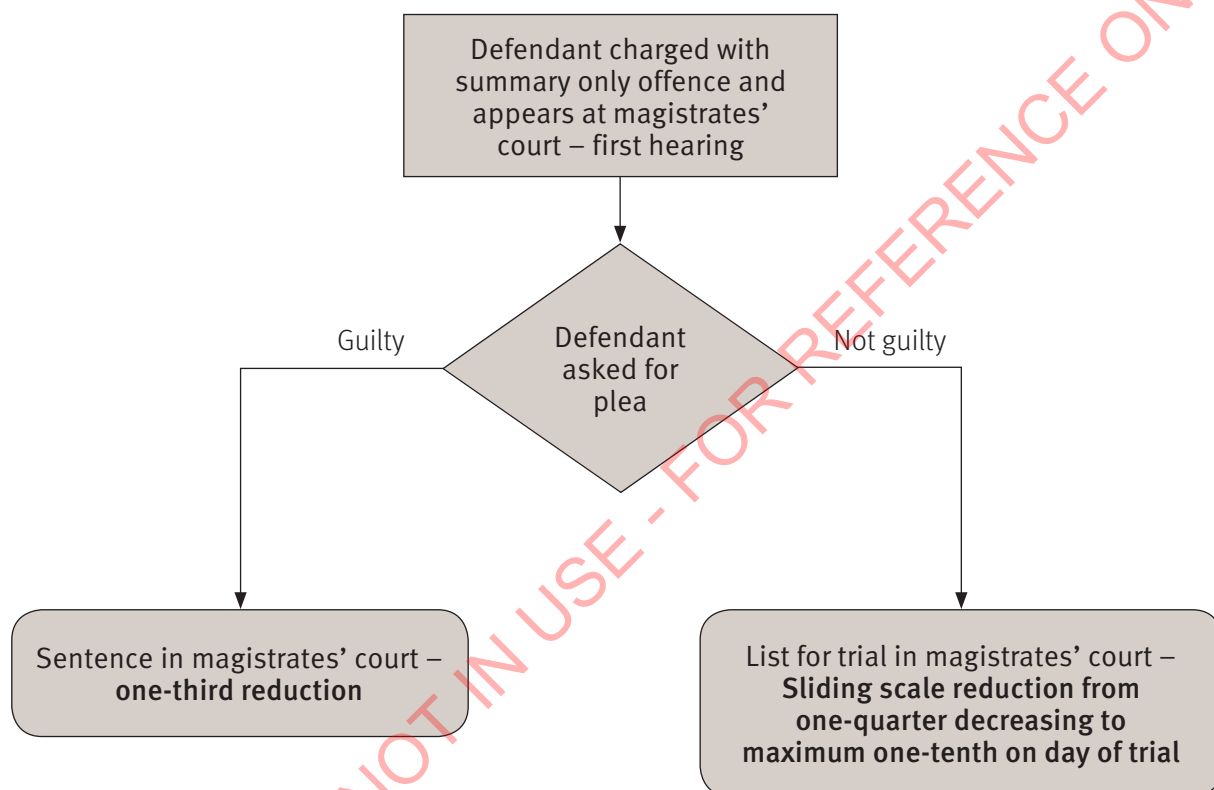 Defendant charged with
summary only offence and
appears at magistrates’
court – first hearing
Defendant
asked for
plea
Guilty
Not guilty
Sentence in magistrates’ court –
one-third reduction
List for trial in magistrates’ court –
Sliding scale reduction from
one-quarter decreasing to
maximum one-tenth on day of trial
NOT IN USE - FOR REFERENCE ON